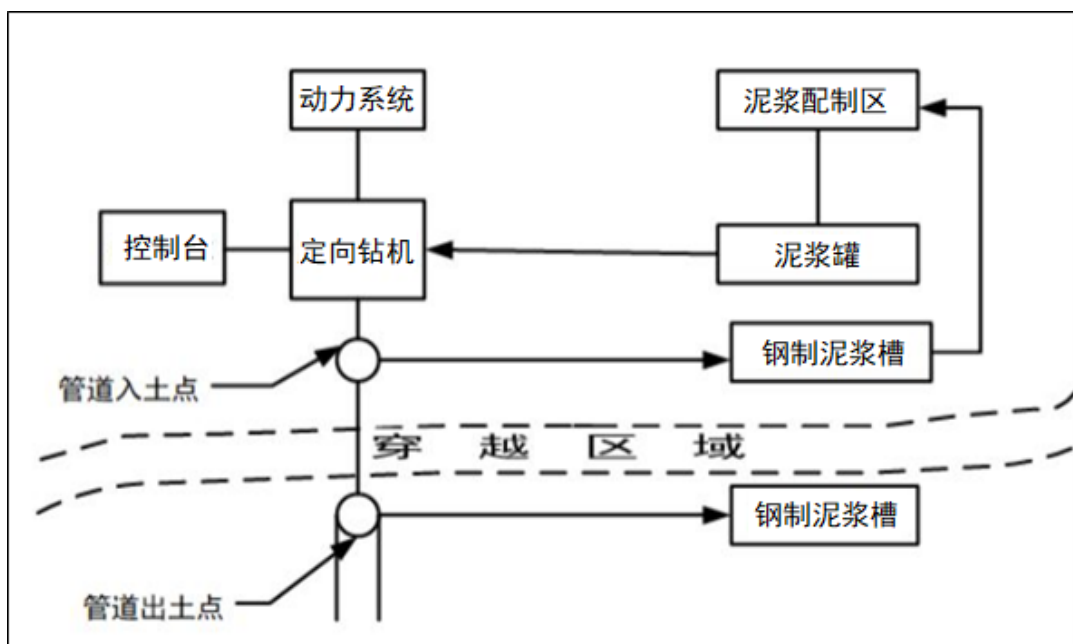 动力系统
泥浆配制区
控制台
定向钻机
泥浆罐
钢制泥浆槽
管道入土点
穿越区域
钢制泥浆槽
管道出土点